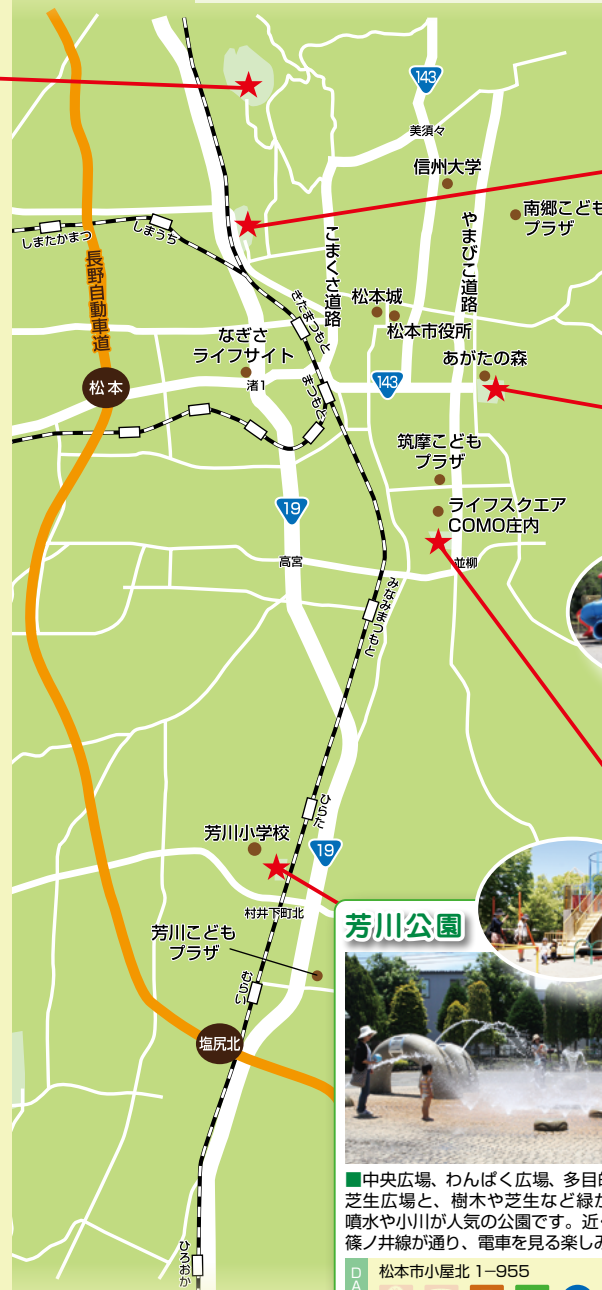 143
美須々
信州大学
南郷こども
プラザ
やまびこ道路
しまたかまつ
しまうち
長野自動車道
こまくさ道路
きたまつもと
松本城
松本市役所
なぎさ
ライフサイト
渚1
まつもと
143
あがたの森
松本
筑摩こども
プラザ
ライフスクエア
COMO庄内
19
高宮
並柳
みなみまつもと
ひらた
芳川小学校
19
村井下町北
芳川こども
プラザ
むらい
塩尻北
ひろおか
芳川公園
■中央広場、わんぱく広場、多目的
芝生広場と、樹木や芝生など緑が
噴水や小川が人気の公園です。近く
篠ノ井線が通り、電車を見る楽しみ
DA
松本市小屋北 1−955